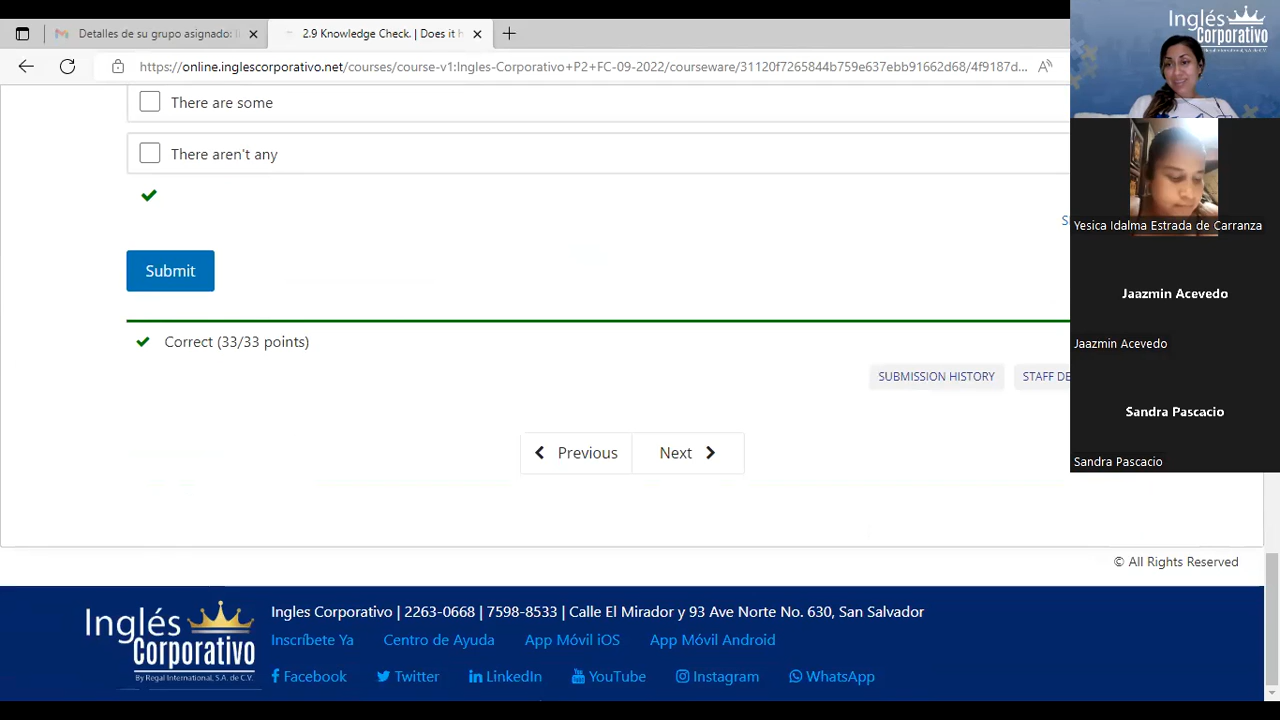 Detalles de su grupo asignado: I
2.9 Knowledge Check. | Does it h
https://online.inglescorporativo.net/courses/course-v1:Ingles-Corporativo+P2+FC-09-2022/courseware/31120f7265844b759e637ebb91662d68/4f9187d...
Inglés
Corporativo
There are some
There aren't any
S
Submit
Yesica Idalma Estrada de Carranza
Jaazmin Acevedo
Jaazmin Acevedo
Correct (33/33 points)
SUBMISSION HISTORY
STAFF DE
Sandra Pascacio
Sandra Pascacio
Previous
Next
© All Rights Reserved
Inglés
Corporativo
By Regal International, S.A. de C.V.
Ingles Corporativo | 2263-0668 | 7598-8533 | Calle El Mirador y 93 Ave Norte No. 630, San Salvador
Inscríbete Ya Centro de Ayuda App Móvil iOS App Móvil Android
Facebook Twitter LinkedIn YouTube Instagram WhatsApp